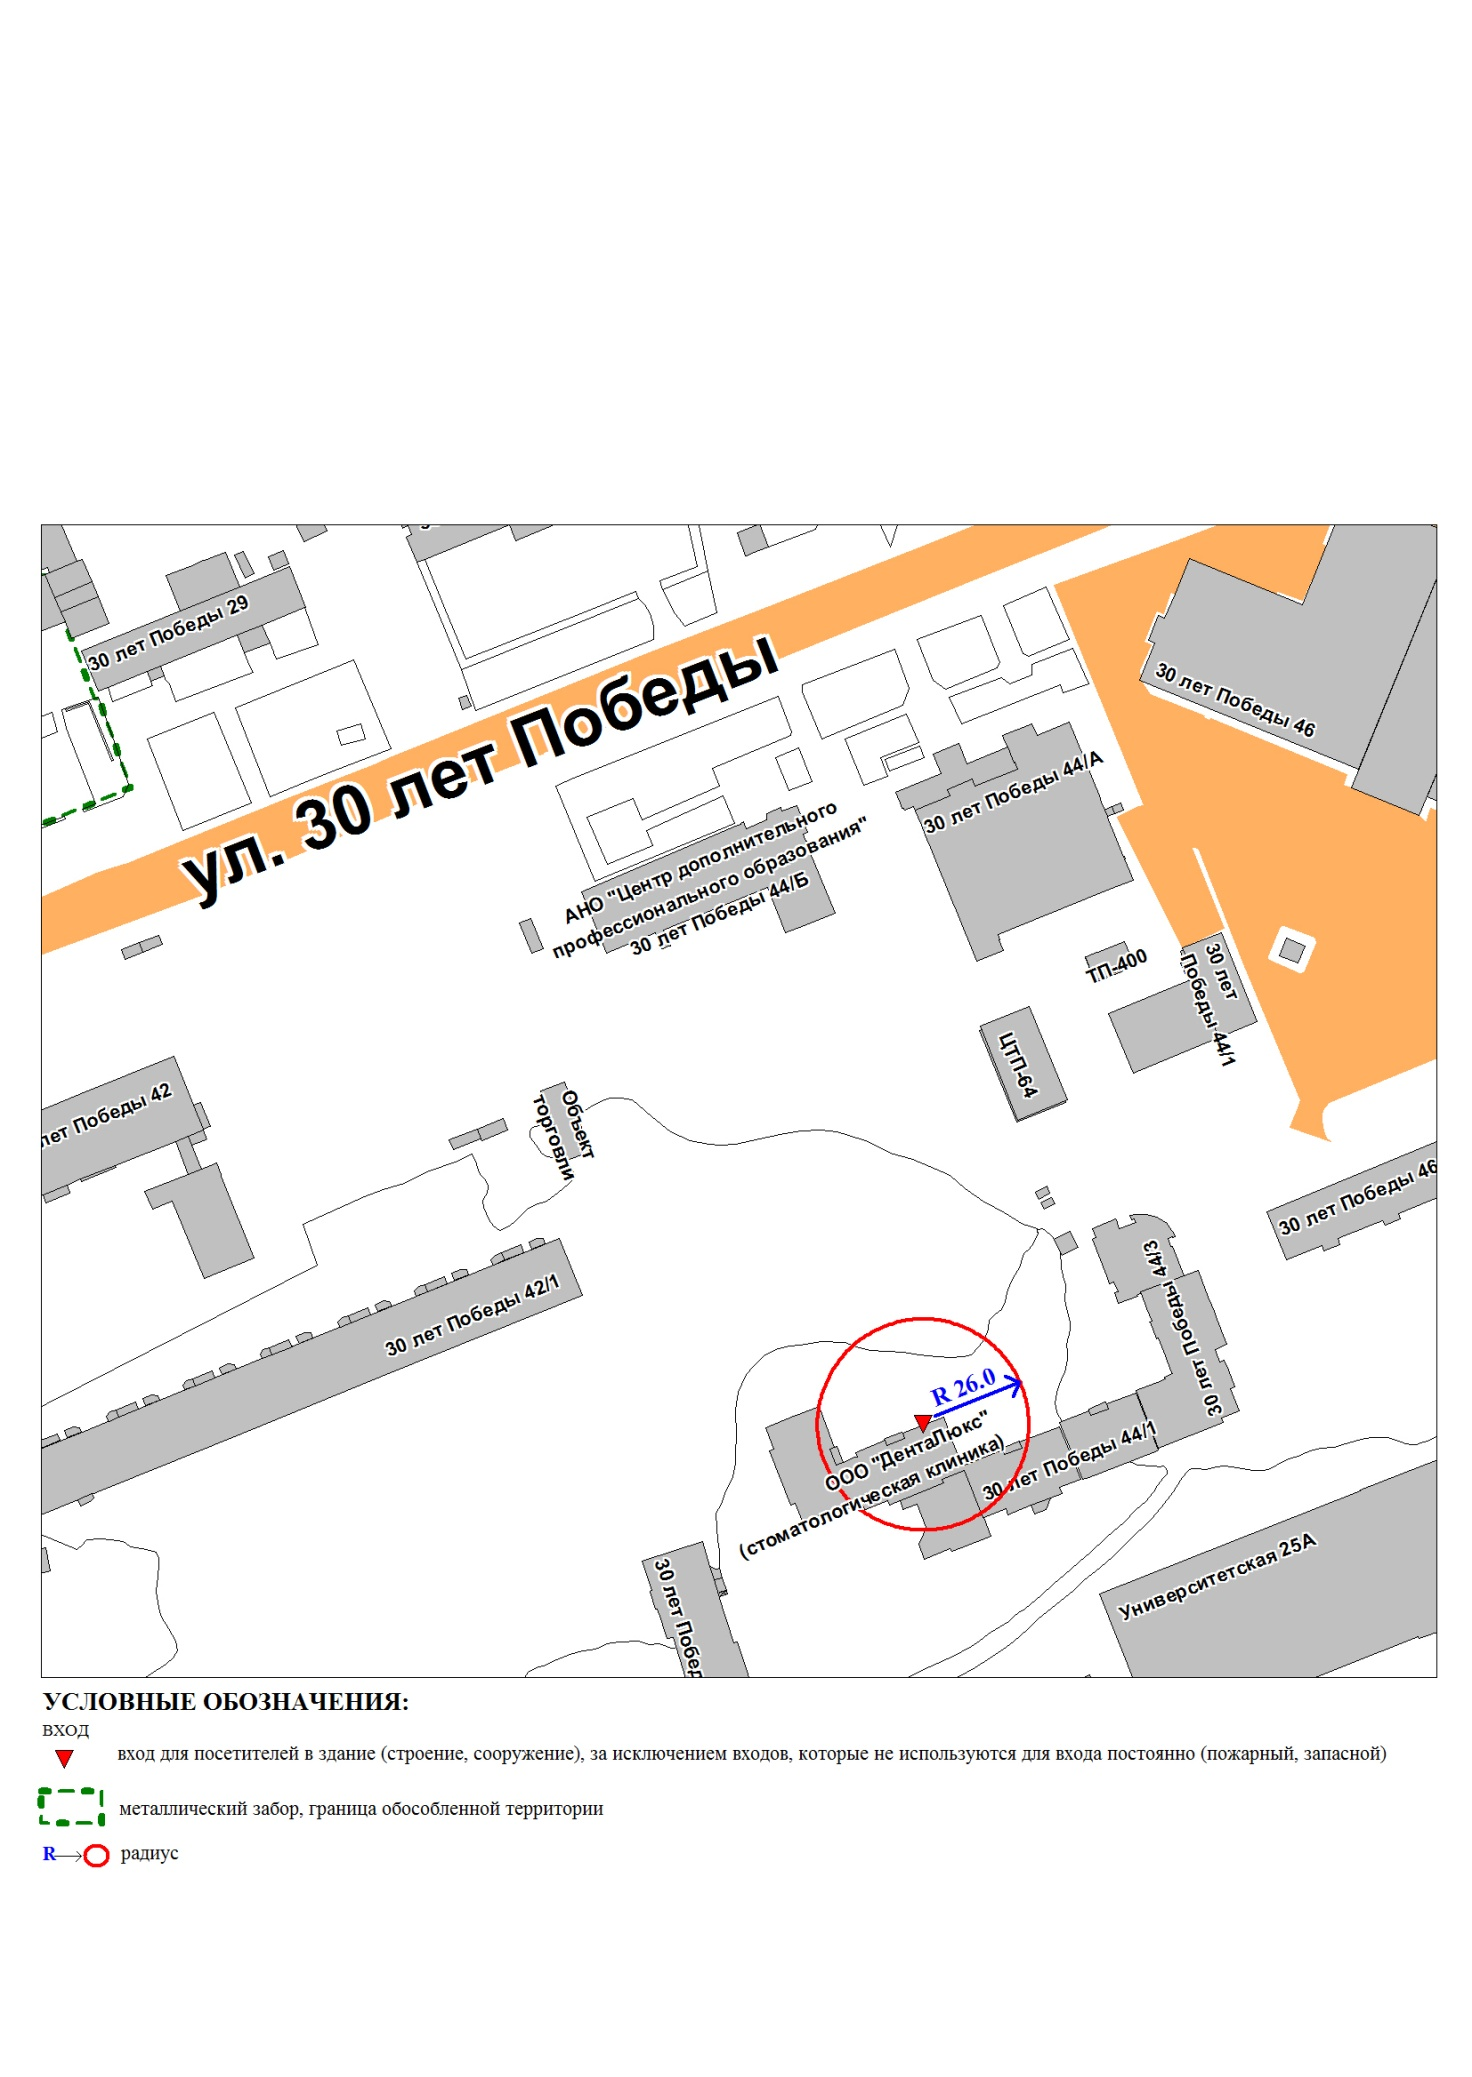 30 лет Победы 29
ул. 30 лет Победы
30 лет Победы 46
30 лет Победы 44/А
АНО "Центр дополнительного
профессионального образования"
30 лет Победы 44/Б
ТП-400
30 лет
Победы 44/1
ЦТП-64
лет Победы 42
Объект
торговли
30 лет Победы 46
30 лет Победы 44/3
30 лет Победы 42/1
R 26.0
ООО "ДентаЛюкс"
(стоматологическая клиника)
30 лет Победы 44/1
Университетская 25А
30 лет Побед
УСЛОВНЫЕ ОБОЗНАЧЕНИЯ:
ВХОД
вход для посетителей в здание (строение, сооружение), за исключением входов, которые не используются для входа постоянно (пожарный, запасной)
металлический забор, граница обособленной территории
R
радиус